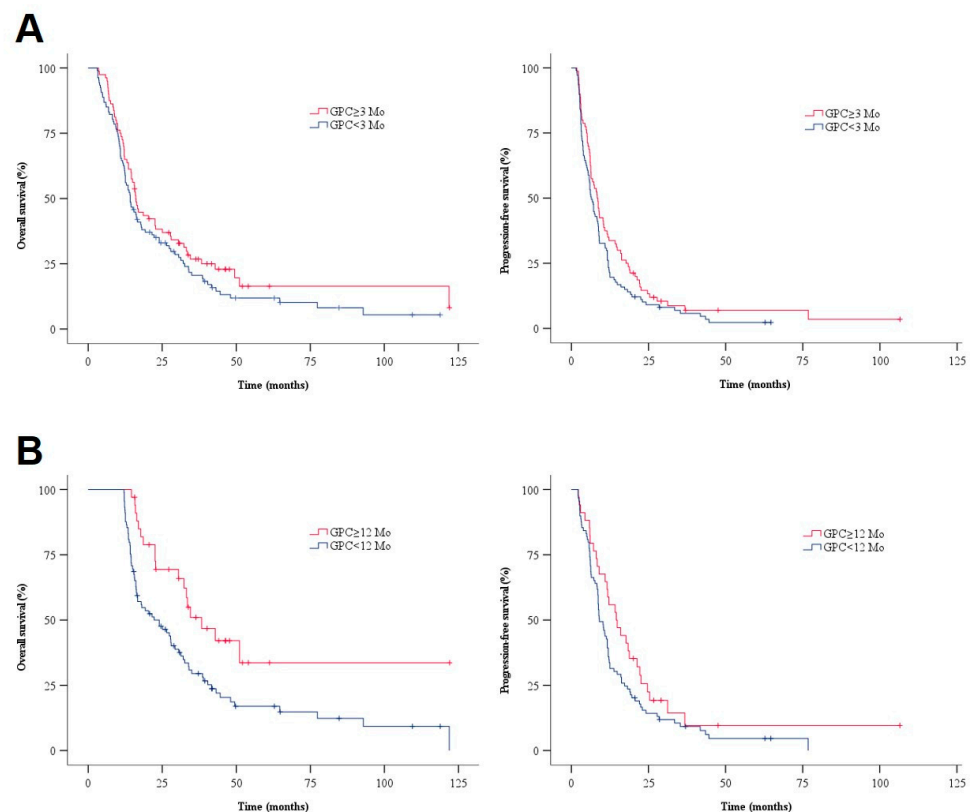 A
Overall survival (%)
100
75
50
25
0
0 25 50 75 100 125
Time (months)
GPC≥3 Mo
GPC<3 Mo
Progression-free survival (%)
100
75
50
25
0
0 25 50 75 100 125
Time (months)
GPC≥3 Mo
GPC<3 Mo
B
Overall survival (%)
100
75
50
25
0
0 25 50 75 100 125
Time (months)
GPC≥12 Mo
GPC<12 Mo
Progression-free survival (%)
100
75
50
25
0
0 25 50 75 100 125
Time (months)
GPC≥12 Mo
GPC<12 Mo